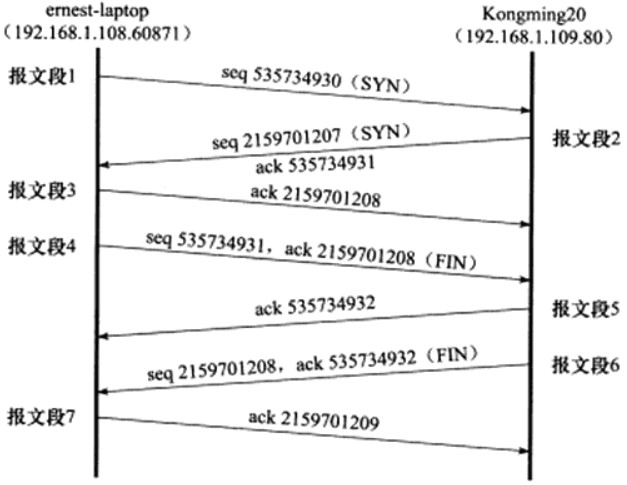 ernest-laptop
(192.168.1.108.60871)
Kongming20
(192.168.1.109.80)
报文段1
seq 535734930（SYN）
seq 2159701207（SYN）
报文段2
ack 535734931
报文段3
ack 2159701208
报文段4
seq 535734931，ack 2159701208（FIN）
ack 535734932
报文段5
seq 2159701208，ack 535734932（FIN）
报文段6
报文段7
ack 2159701209